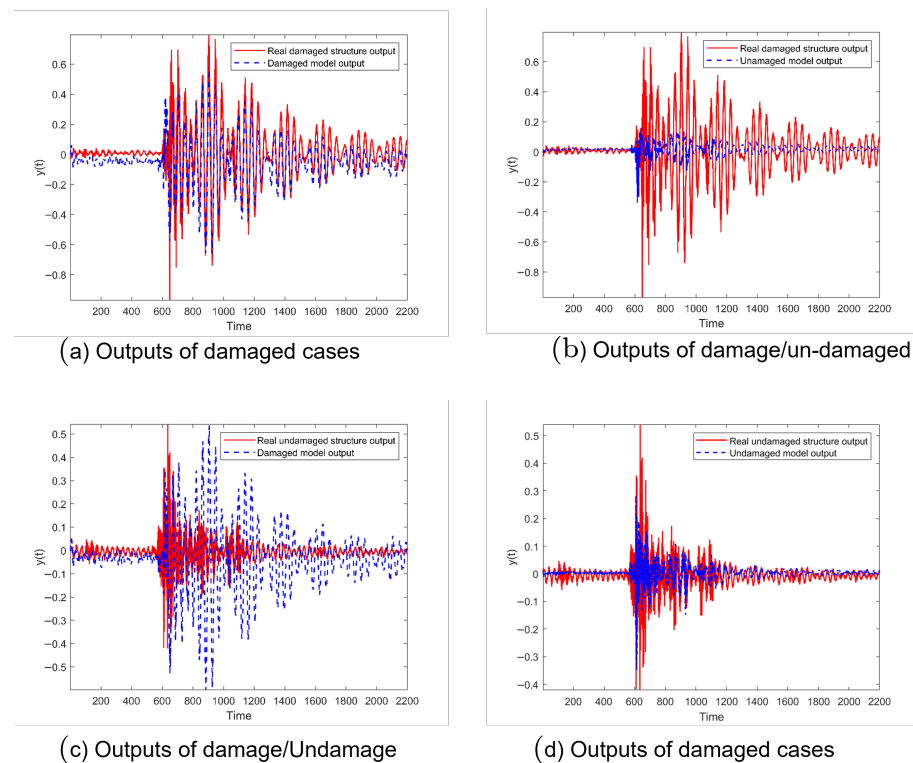 Real damaged structure output
Damaged model output
0.6
0.4
0.2
0
−0.2
−0.4
−0.6
−0.8
y(t)
200 400 600 800 1000 1200 1400 1600 1800 2000 2200
Time
(a) Outputs of damaged cases
Real damaged structure output
Unamaged model output
0.6
0.4
0.2
0
−0.2
−0.4
−0.6
−0.8
y(t)
200 400 600 800 1000 1200 1400 1600 1800 2000 2200
Time
(b) Outputs of damage/un-damaged
Real undamaged structure output
Damaged model output
0.5
0.4
0.3
0.2
0.1
0
−0.1
−0.2
−0.3
−0.4
−0.5
y(t)
200 400 600 800 1000 1200 1400 1600 1800 2000 2200
Time
(c) Outputs of damage/Undamage
Real undamaged structure output
Undamaged model output
0.5
0.4
0.3
0.2
0.1
0
−0.1
−0.2
−0.3
−0.4
y(t)
200 400 600 800 1000 1200 1400 1600 1800 2000 2200
Time
(d) Outputs of damaged cases